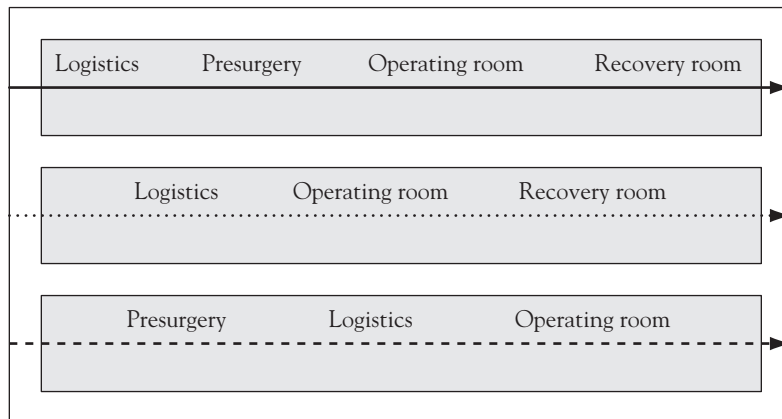 Logistics Presurgery Operating room Recovery room
Logistics Operating room Recovery room
Presurgery Logistics Operating room